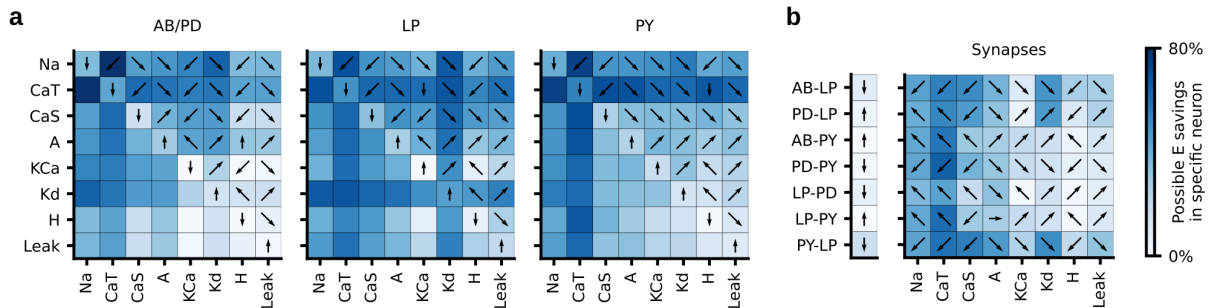 a
b
AB/PD
LP
PY
Synapses
Na
CaT
CaS
A
KCa
Kd
H
Leak
Na
CaT
CaS
A
KCa
Kd
H
Leak
Na
CaT
CaS
A
KCa
Kd
H
Leak
Na
CaT
CaS
A
KCa
Kd
H
Leak
AB-LP
PD-LP
AB-PY
PD-PY
LP-PD
LP-PY
PY-LP
Na
CaT
CaS
A
KCa
Kd
H
Leak
80%
0%
Possible E savings
in specific neuron